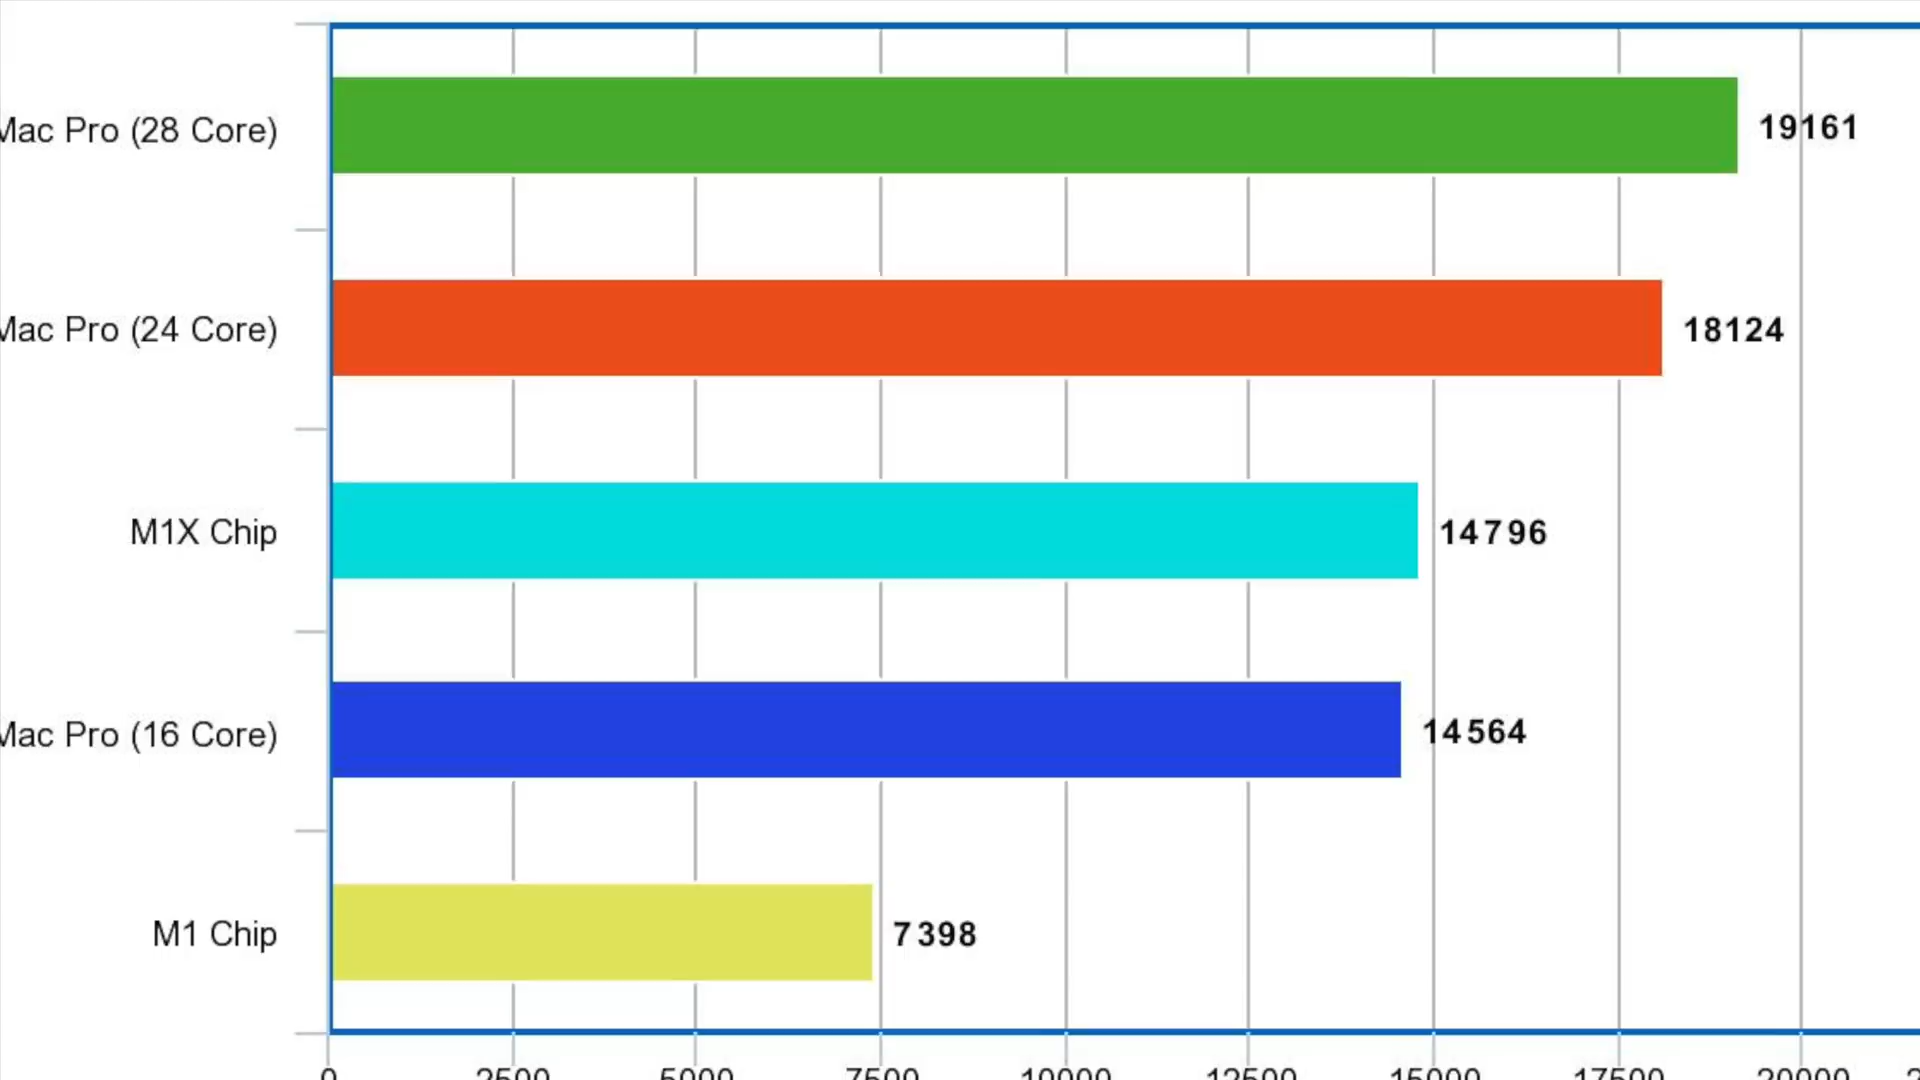 Mac Pro (28 Core)
19161
Mac Pro (24 Core)
18124
M1X Chip
14796
Mac Pro (16 Core)
14564
M1 Chip
7398
0 2500 5000 7500 10000 12500 15000 17500 20000